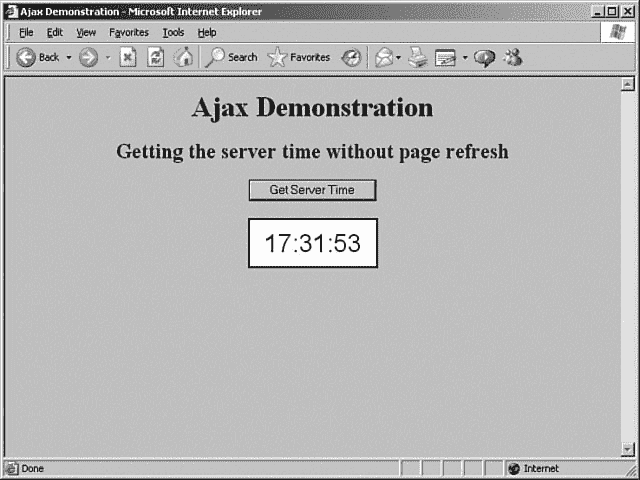 Ajax Demonstration - Microsoft Internet Explorer
File Edit View Favorites Tools Help
Back Search Favorites
Ajax Demonstration
Getting the server time without page refresh
Get Server Time
17:31:53
Done Internet